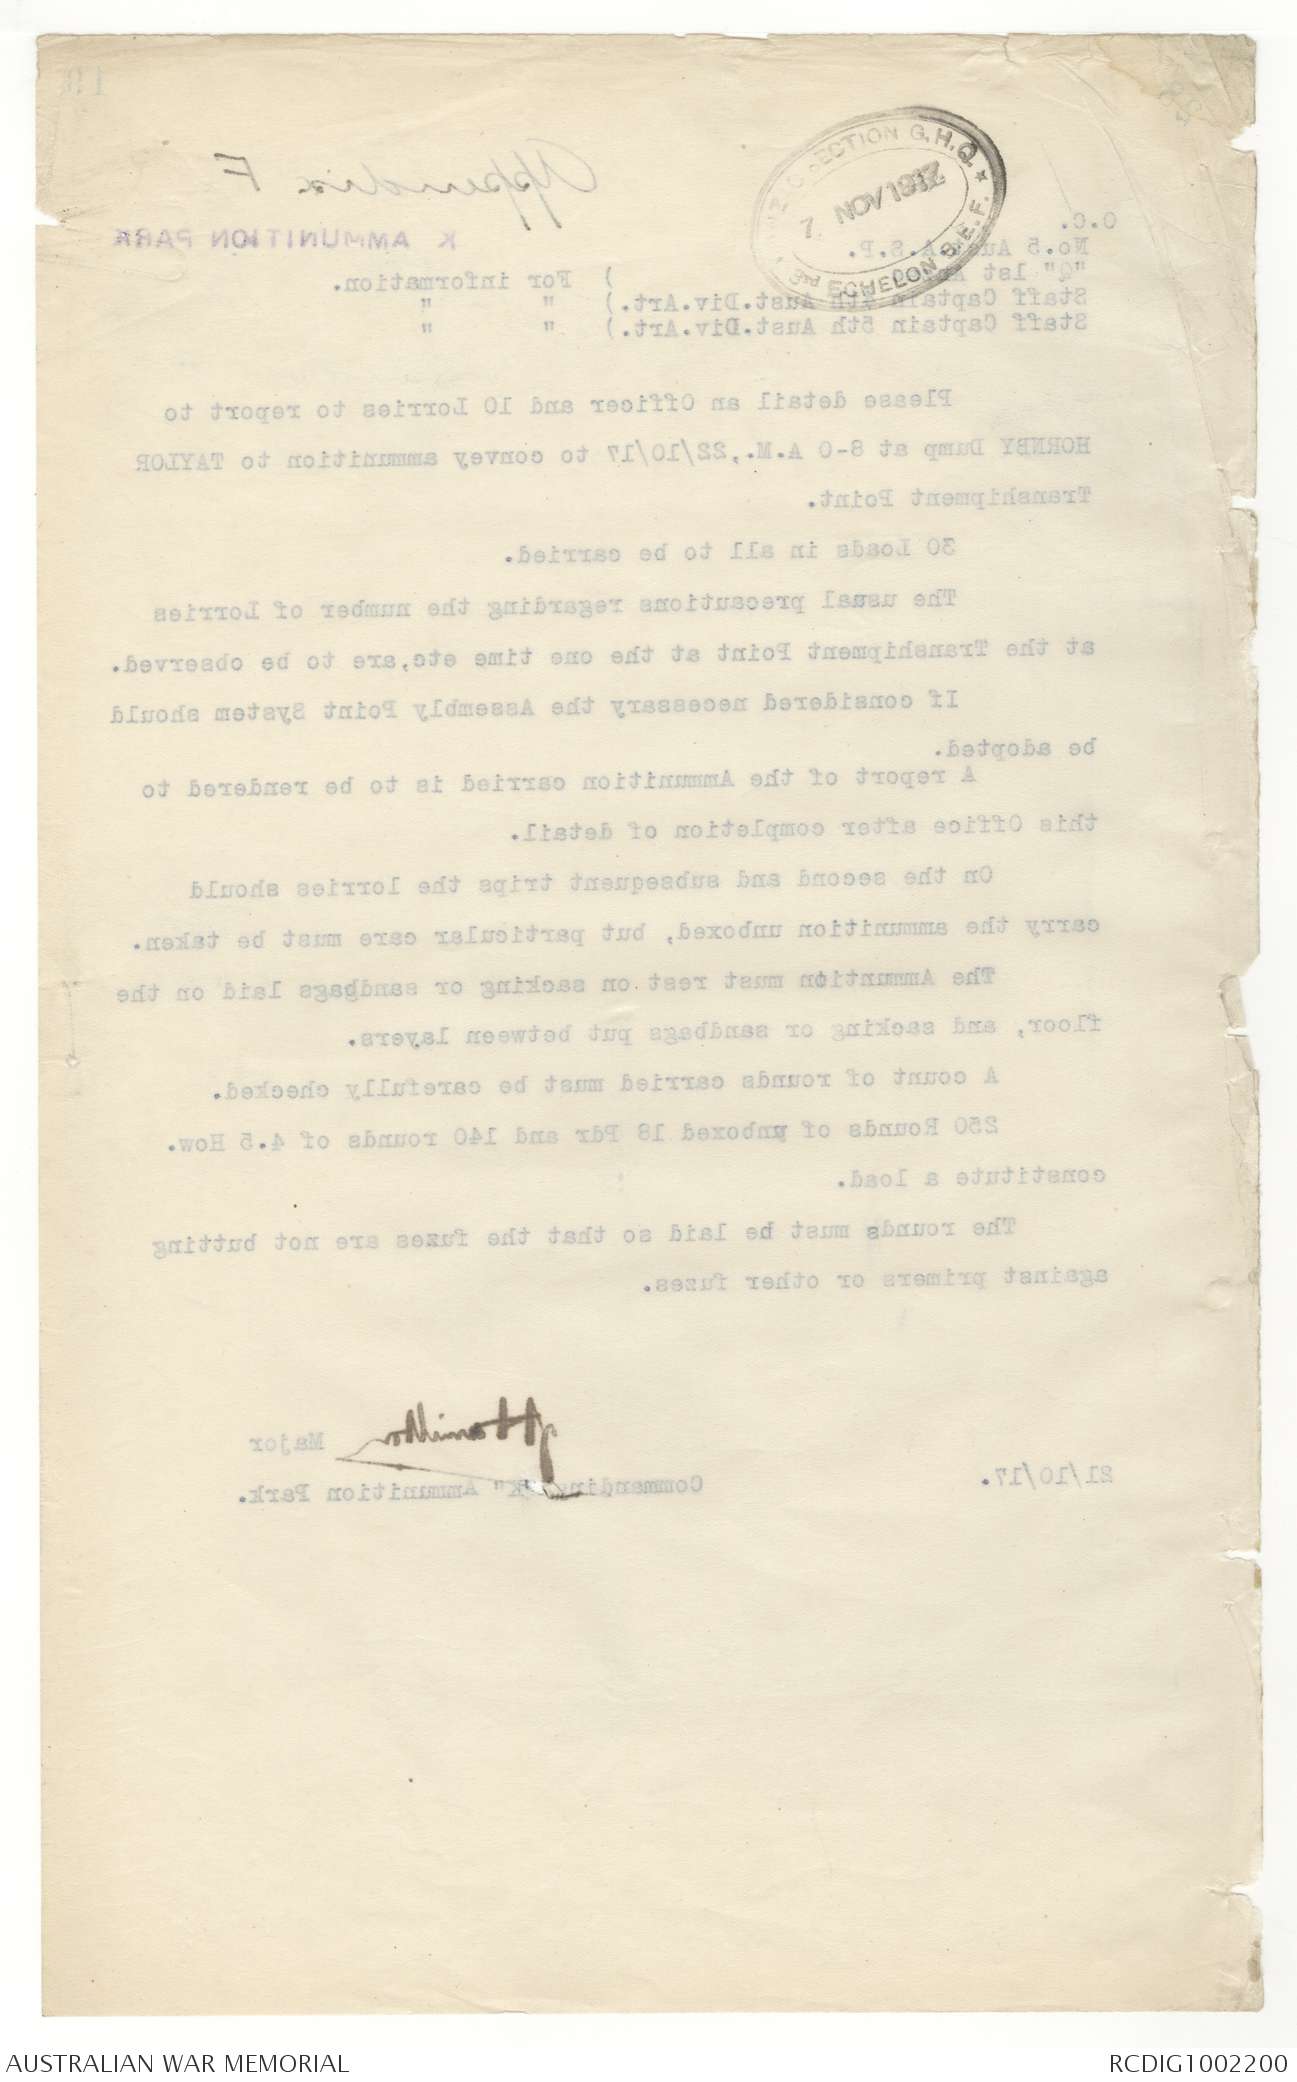 Appendix F
K AMMUNITION PARK
SECTION G.H.Q.
7 NOV 1917
3rd ECHELON B.E.F.
O.C.
No.5 Aust. A.S.P.
"Q" 1st ) For information.
Staff Captain 4th Aust.Div.Art.) " "
Staff Captain 5th Aust.Div.Art.) " "
Please detail an Officer and 10 Lorries to report to
HORNBY Dump at 8-0 A.M.,22/10/17 to convey ammunition to TAYLOR
Transhipment Point.
30 Loads in all to be carried.
The usual precautions regarding the number of Lorries
at the Transhipment Point at the one time etc,are to be observed.
If considered necessary the Assembly Point System should
be adopted.
A report of the Ammunition carried is to be rendered to
this Office after completion of detail.
On the second and subsequent trips the lorries should
carry the ammunition unboxed, but particular care must be taken.
The Ammuntion must rest on sacking or sandbags laid on the
floor, and sacking or sandbags put between layers.
A count of rounds carried must be carefully checked.
250 Rounds of unboxed 18 Pdr and 140 rounds of 4.5 How.
constitute a load.
The rounds must be laid so that the fuzes are not butting
against primers or other fuzes.
Major
21/10/17.
Commanding "K" Ammunition Park.
AUSTRALIAN WAR MEMORIAL
RCDIG1002200